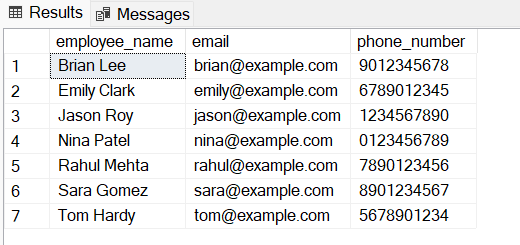 Results Messages
employee_name email phone_number
1 Brian Lee brian@example.com 9012345678
2 Emily Clark emily@example.com 6789012345
3 Jason Roy jason@example.com 1234567890
4 Nina Patel nina@example.com 0123456789
5 Rahul Mehta rahul@example.com 7890123456
6 Sara Gomez sara@example.com 8901234567
7 Tom Hardy tom@example.com 5678901234